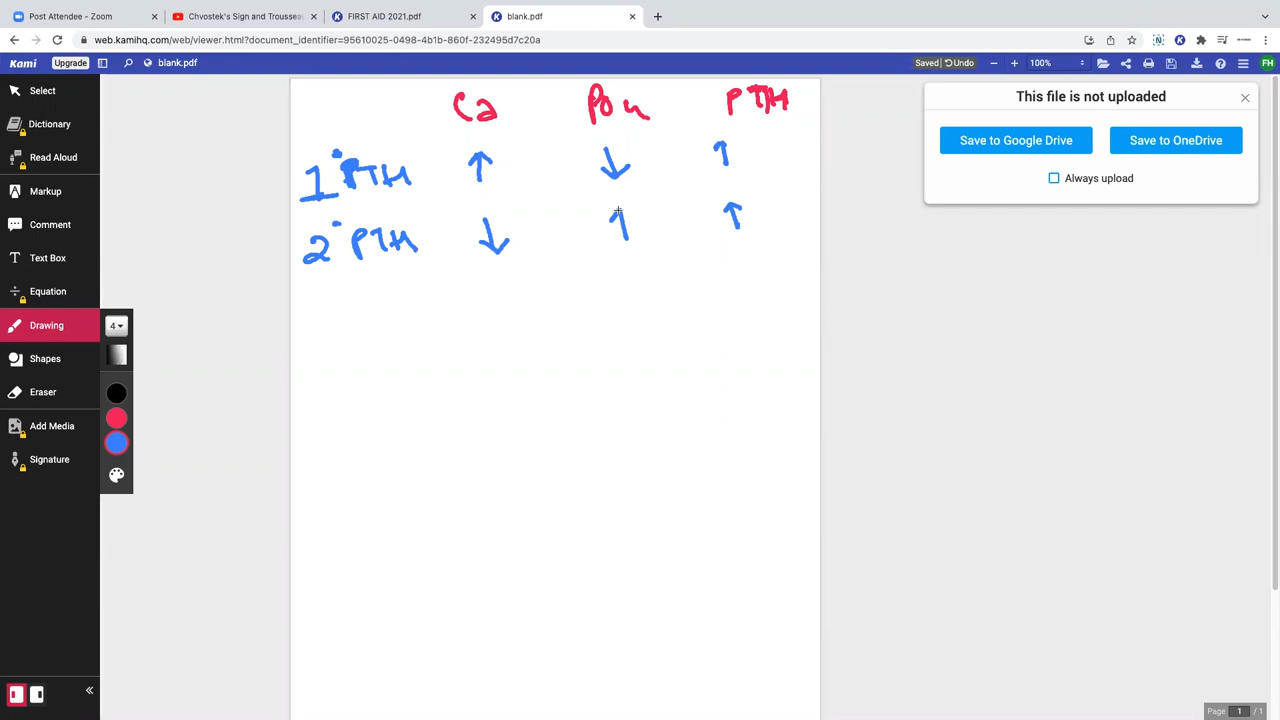 Post Attendee - Zoom
Chvostek's Sign and Trousseau
FIRST AID 2021.pdf
blank.pdf
web.kamihq.com/web/viewer.html?document_identifier=95610025-0498-4b1b-860f-232495d7c20a
Kami Upgrade blank.pdf Saved Undo 100% FH
Select
Dictionary
Read Aloud
Markup
Comment
Text Box
Equation
Drawing
Shapes
Eraser
Add Media
Signature
4
Ca PO4 PTH
1° PTH ↑ ↓ ↑
2° PTH ↓ ↑ ↑
This file is not uploaded
Save to Google Drive Save to OneDrive
Always upload
Page 1 / 1